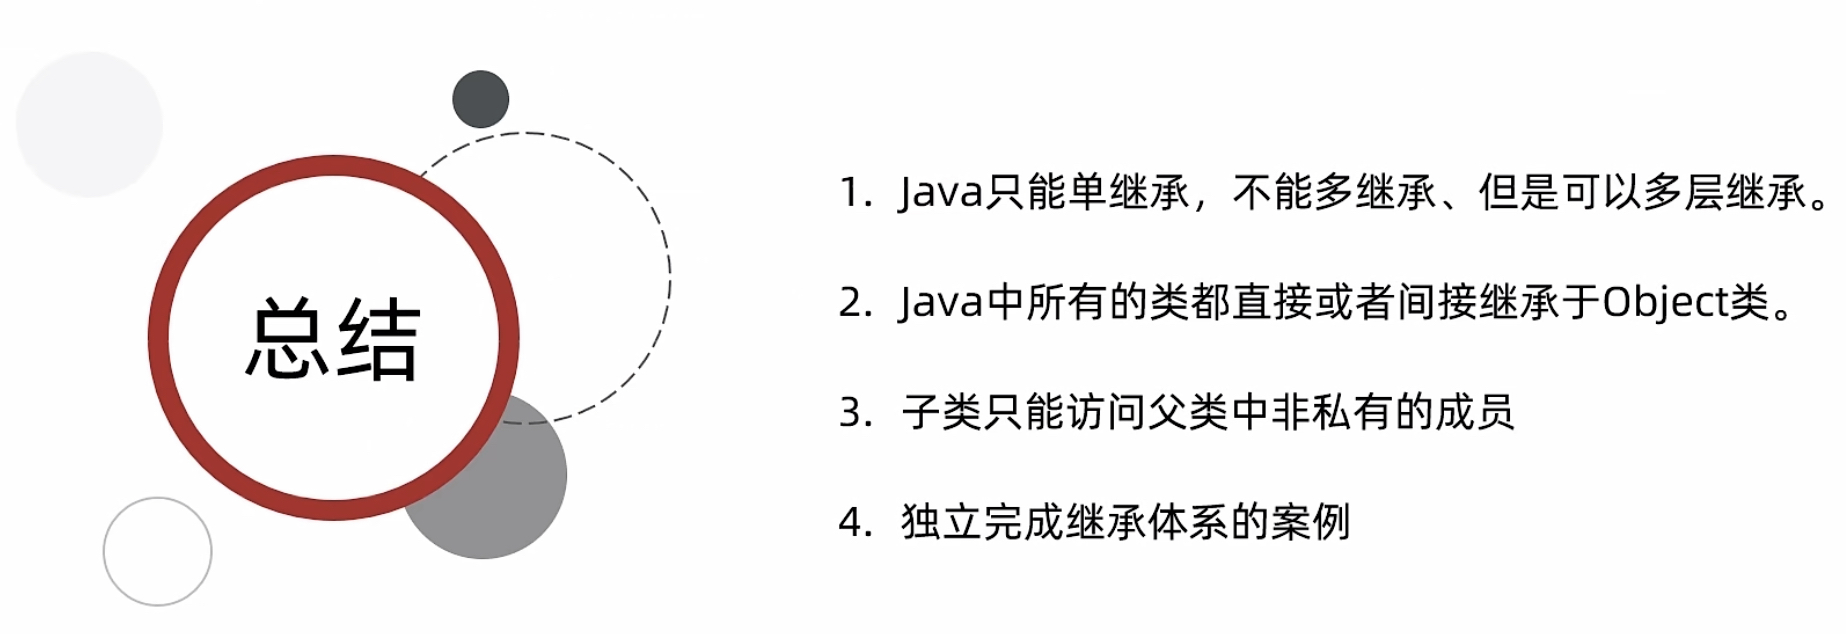 总结
1. Java只能单继承，不能多继承、但是可以多层继承。
2. Java中所有的类都直接或者间接继承于Object类。
3. 子类只能访问父类中非私有的成员
4. 独立完成继承体系的案例